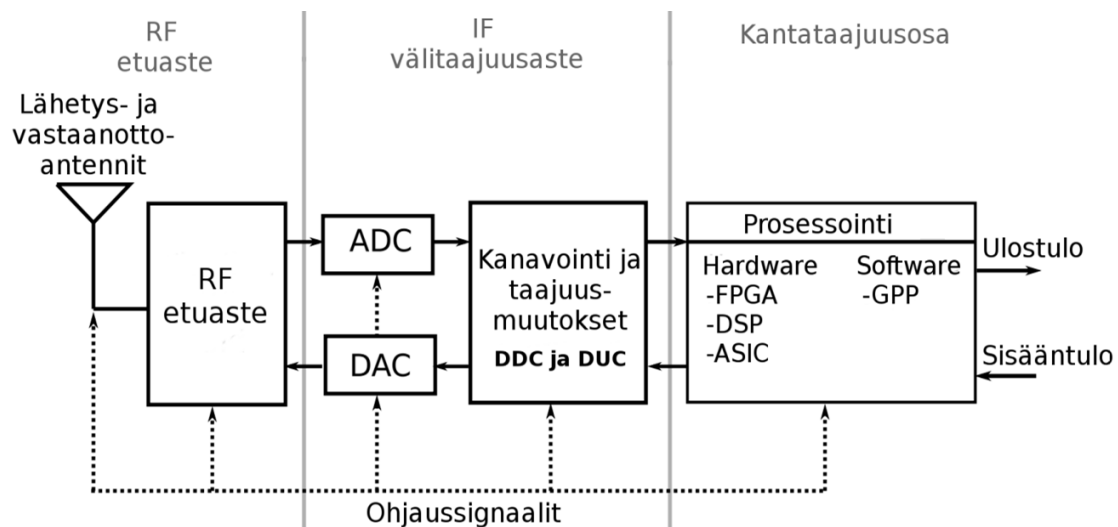 RF
etuaste
IF
välitaajuusaste
Kantataajuusosa
Lähetys- ja
vastaanotto-
antennit
RF
etuaste
ADC
DAC
Kanavointi ja
taajuus-
muutokset
DDC ja DUC
Prosessointi
Hardware
-FPGA
-DSP
-ASIC
Software
-GPP
Ulostulo
Sisääntulo
Ohjaussignaalit